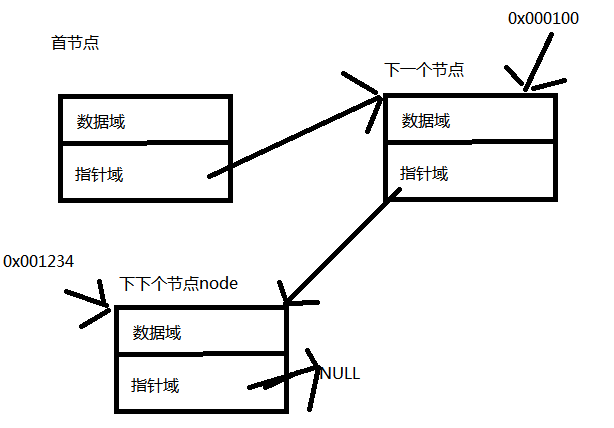 0x000100
首节点
下一个节点
数据域
指针域
数据域
指针域
0x001234
下下个节点node
数据域
指针域
NULL